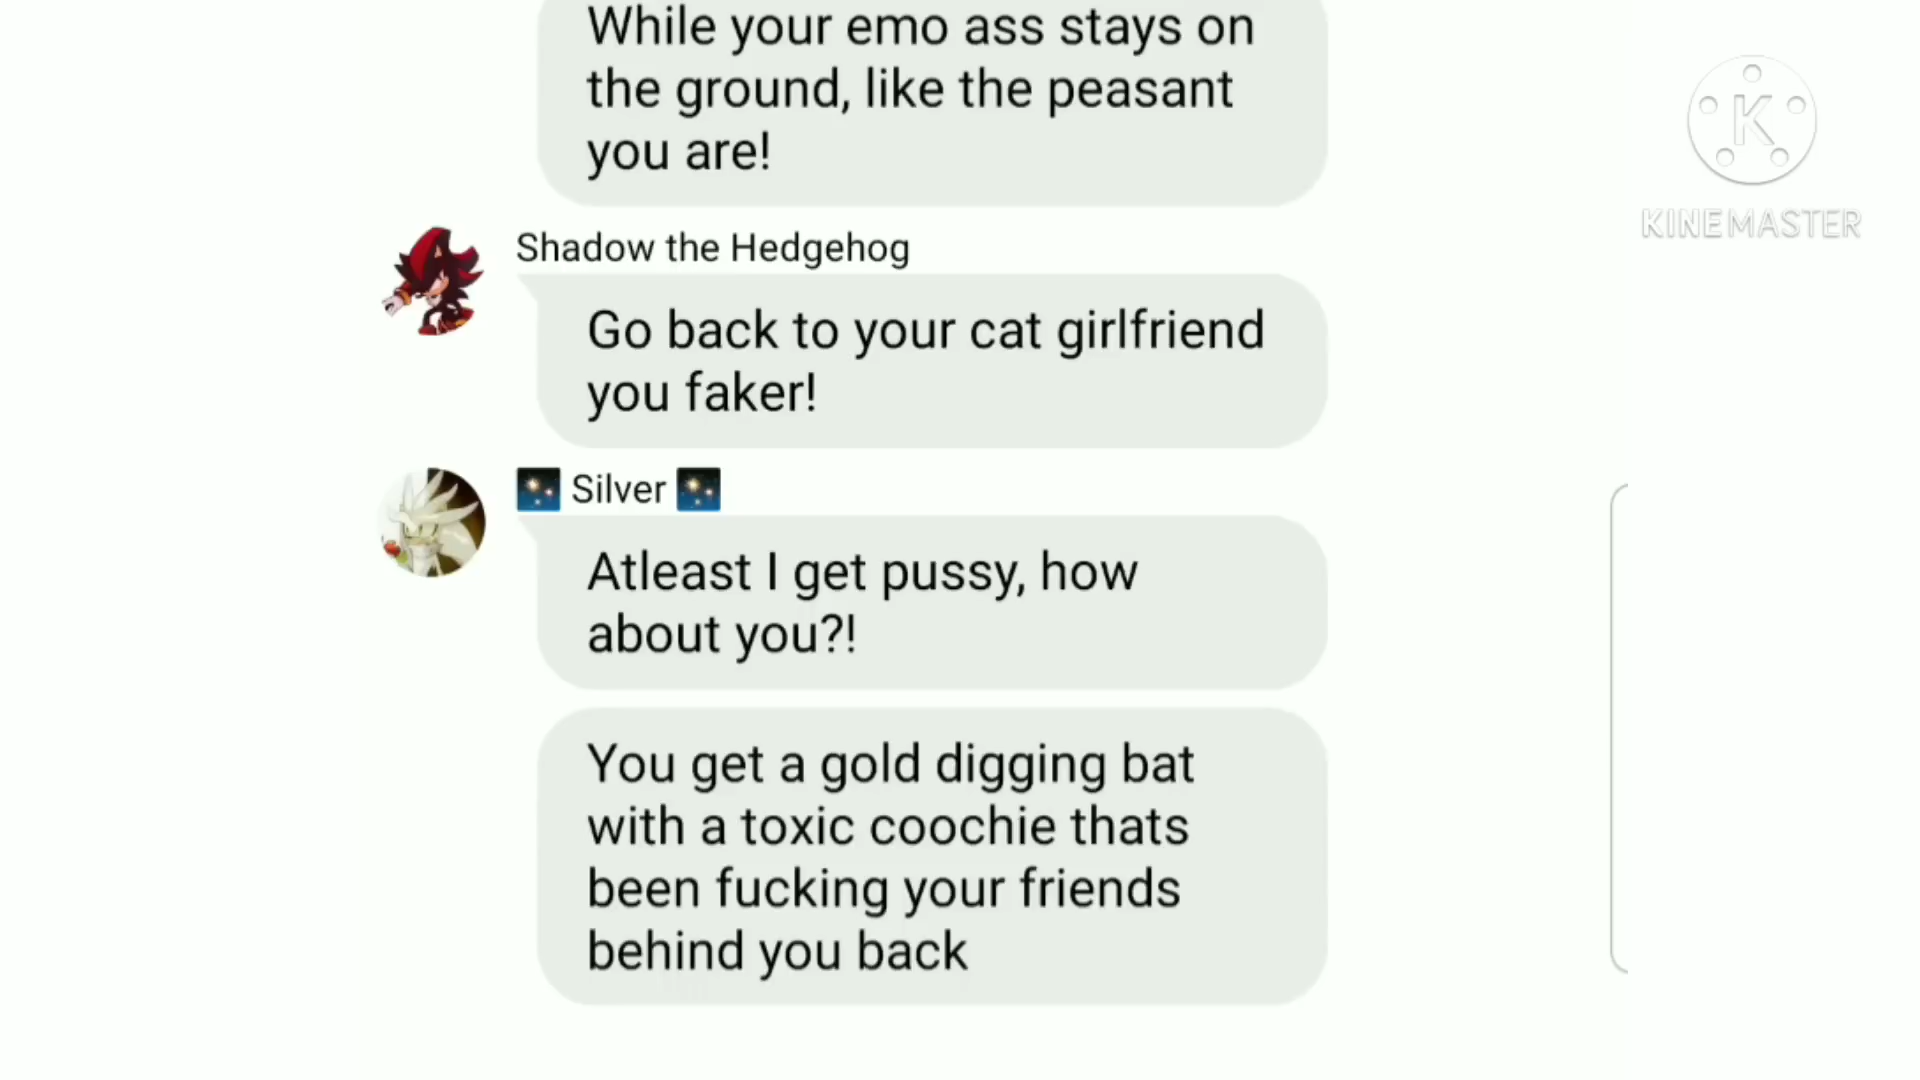 While your emo ass stays on
the ground, like the peasant
you are!
Shadow the Hedgehog
Go back to your cat girlfriend
you faker!
🎇 Silver 🎇
Atleast I get pussy, how
about you?!
You get a gold digging bat
with a toxic coochie thats
been fucking your friends
behind you back
K
KINEMASTER